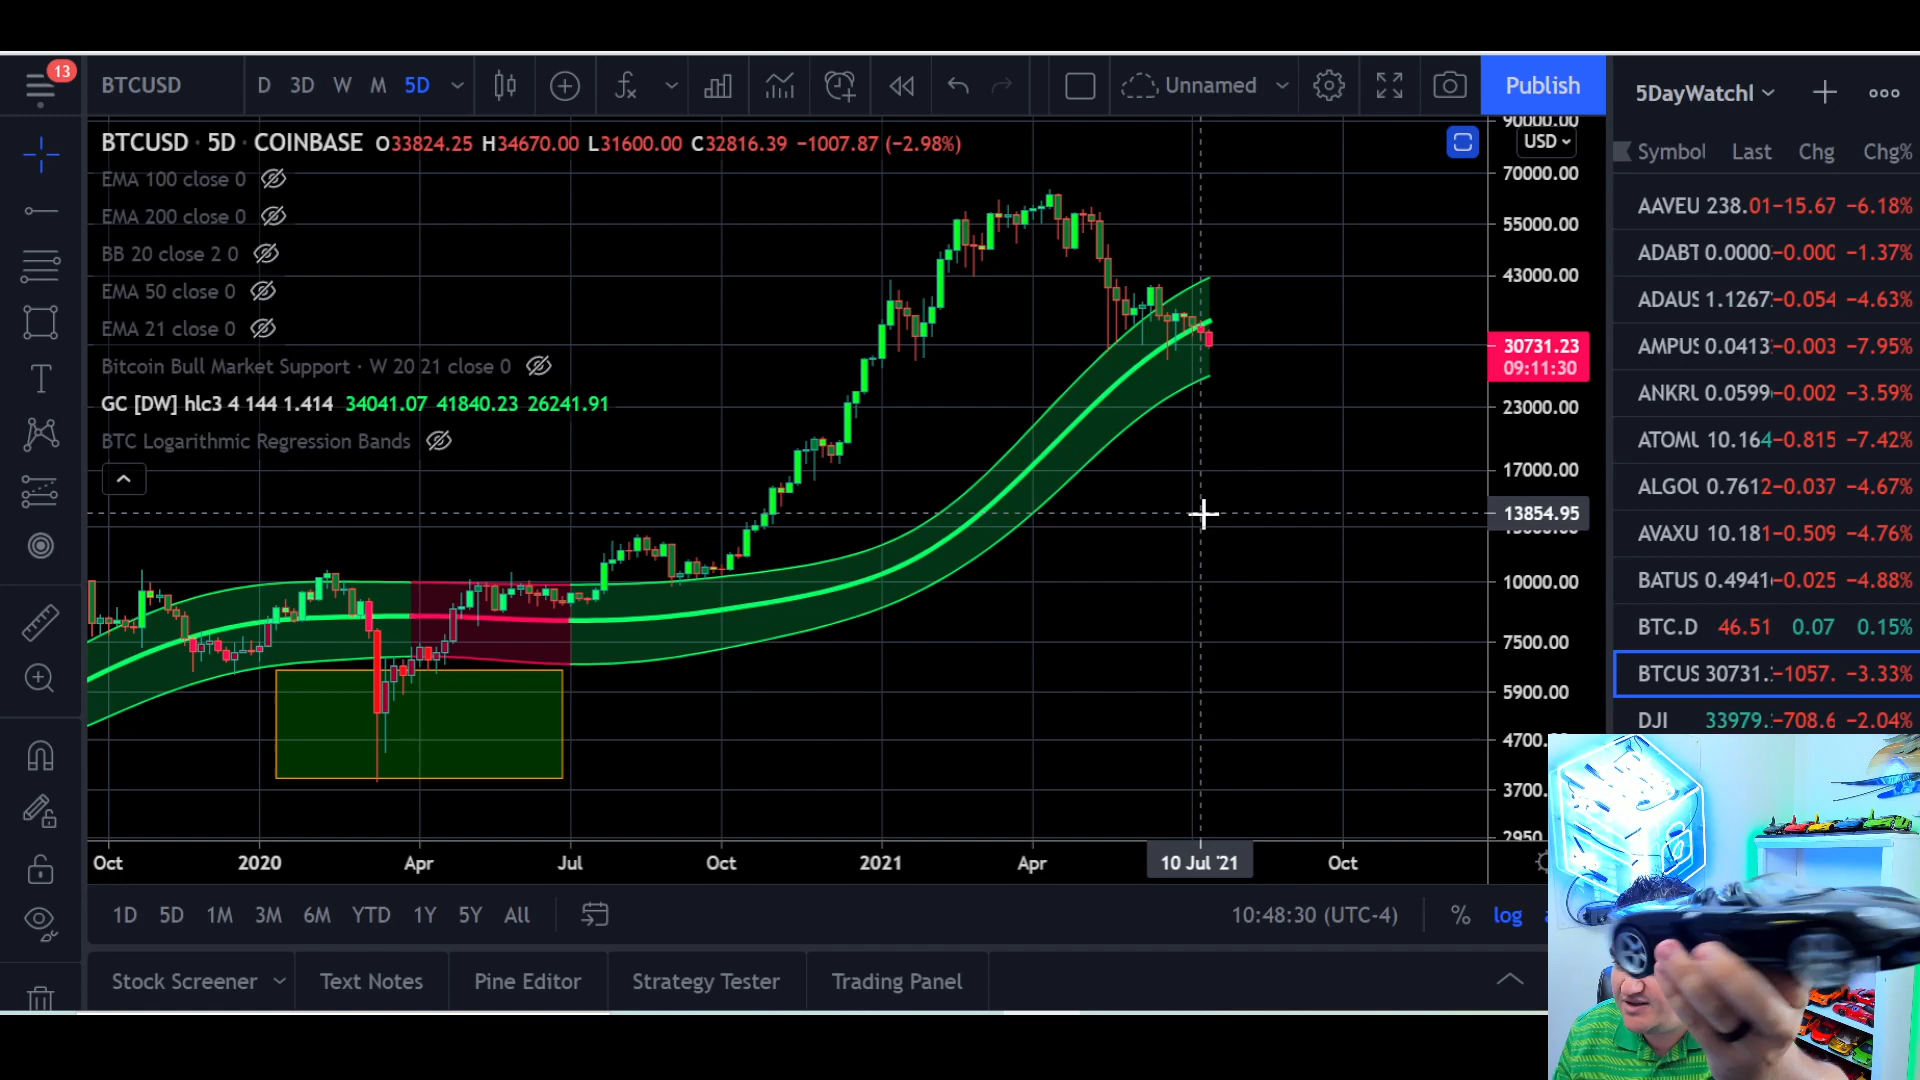 13
BTCUSD D 3D W M 5D Unnamed Publish
5DayWatchl
BTCUSD · 5D · COINBASE O33824.25 H34670.00 L31600.00 C32816.39 −1007.87 (−2.98%)
EMA 100 close 0
EMA 200 close 0
BB 20 close 2 0
EMA 50 close 0
EMA 21 close 0
Bitcoin Bull Market Support · W 20 21 close 0
GC [DW] hlc3 4 144 1.414 34041.07 41840.23 26241.91
BTC Logarithmic Regression Bands
90000.00
USD
70000.00
55000.00
43000.00
30731.23
09:11:30
23000.00
17000.00
13854.95
10000.00
7500.00
5900.00
4700.
3700.
2950
Oct 2020 Apr Jul Oct 2021 Apr 10 Jul '21 Oct
1D 5D 1M 3M 6M YTD 1Y 5Y All 10:48:30 (UTC-4) % log
Stock Screener Text Notes Pine Editor Strategy Tester Trading Panel
Symbol Last Chg Chg%
AAVEU 238.01 −15.67 −6.18%
ADABT 0.0000 −0.000 −1.37%
ADAUS 1.1267 −0.054 −4.63%
AMPUS 0.0413 −0.003 −7.95%
ANKRU 0.0599 −0.002 −3.59%
ATOMU 10.164 −0.815 −7.42%
ALGOU 0.7612 −0.037 −4.67%
AVAXU 10.181 −0.509 −4.76%
BATUS 0.4941 −0.025 −4.88%
BTC.D 46.51 0.07 0.15%
BTCUS 30731. −1057. −3.33%
DJI 33979. −708.6 −2.04%